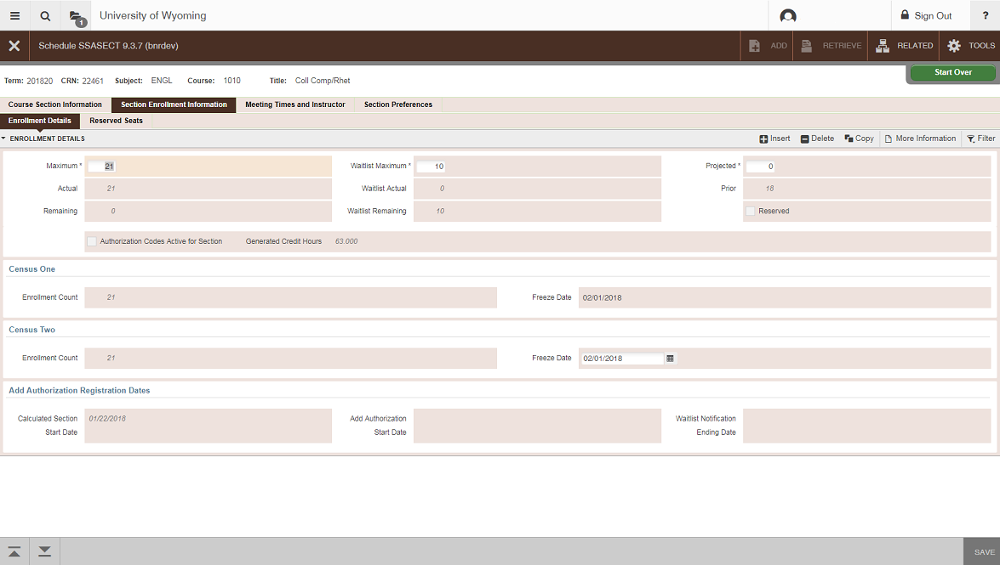 1 University of Wyoming Sign Out ?
Schedule SSASECT 9.3.7 (bnrdev) ADD RETRIEVE RELATED TOOLS
Start Over
Term: 201820 CRN: 22461 Subject: ENGL Course: 1010 Title: Coll Comp/Rhet
Course Section Information Section Enrollment Information Meeting Times and Instructor Section Preferences
Enrollment Details Reserved Seats
ENROLLMENT DETAILS Insert Delete Copy More Information Filter
Maximum * 21 Waitlist Maximum * 10 Projected * 0
Actual 21 Waitlist Actual 0 Prior 18
Remaining 0 Waitlist Remaining 10 Reserved
Authorization Codes Active for Section Generated Credit Hours 63.000
Census One
Enrollment Count 21 Freeze Date 02/01/2018
Census Two
Enrollment Count 21 Freeze Date 02/01/2018
Add Authorization Registration Dates
Calculated Section 01/22/2018 Add Authorization Waitlist Notification
Start Date Start Date Ending Date
SAVE